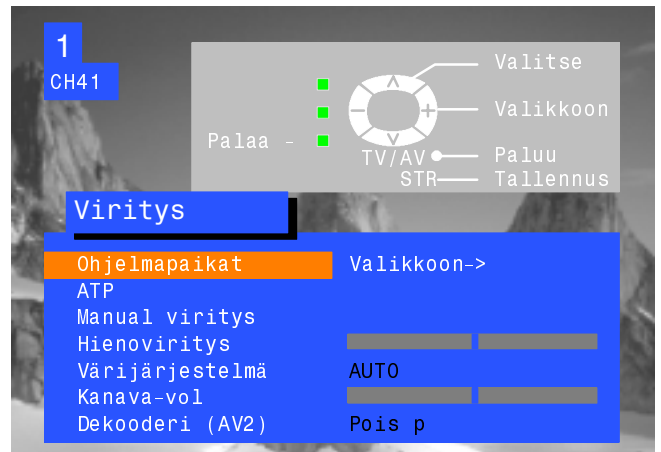 1
CH41
Valitse
Valikkoon
Palaa -
TV/AV Paluu
STR Tallennus
Viritys
Ohjelmapaikat Valikkoon->
ATP
Manual viritys
Hienoviritys
Värijärjestelmä AUTO
Kanava-vol
Dekooderi (AV2) Pois p